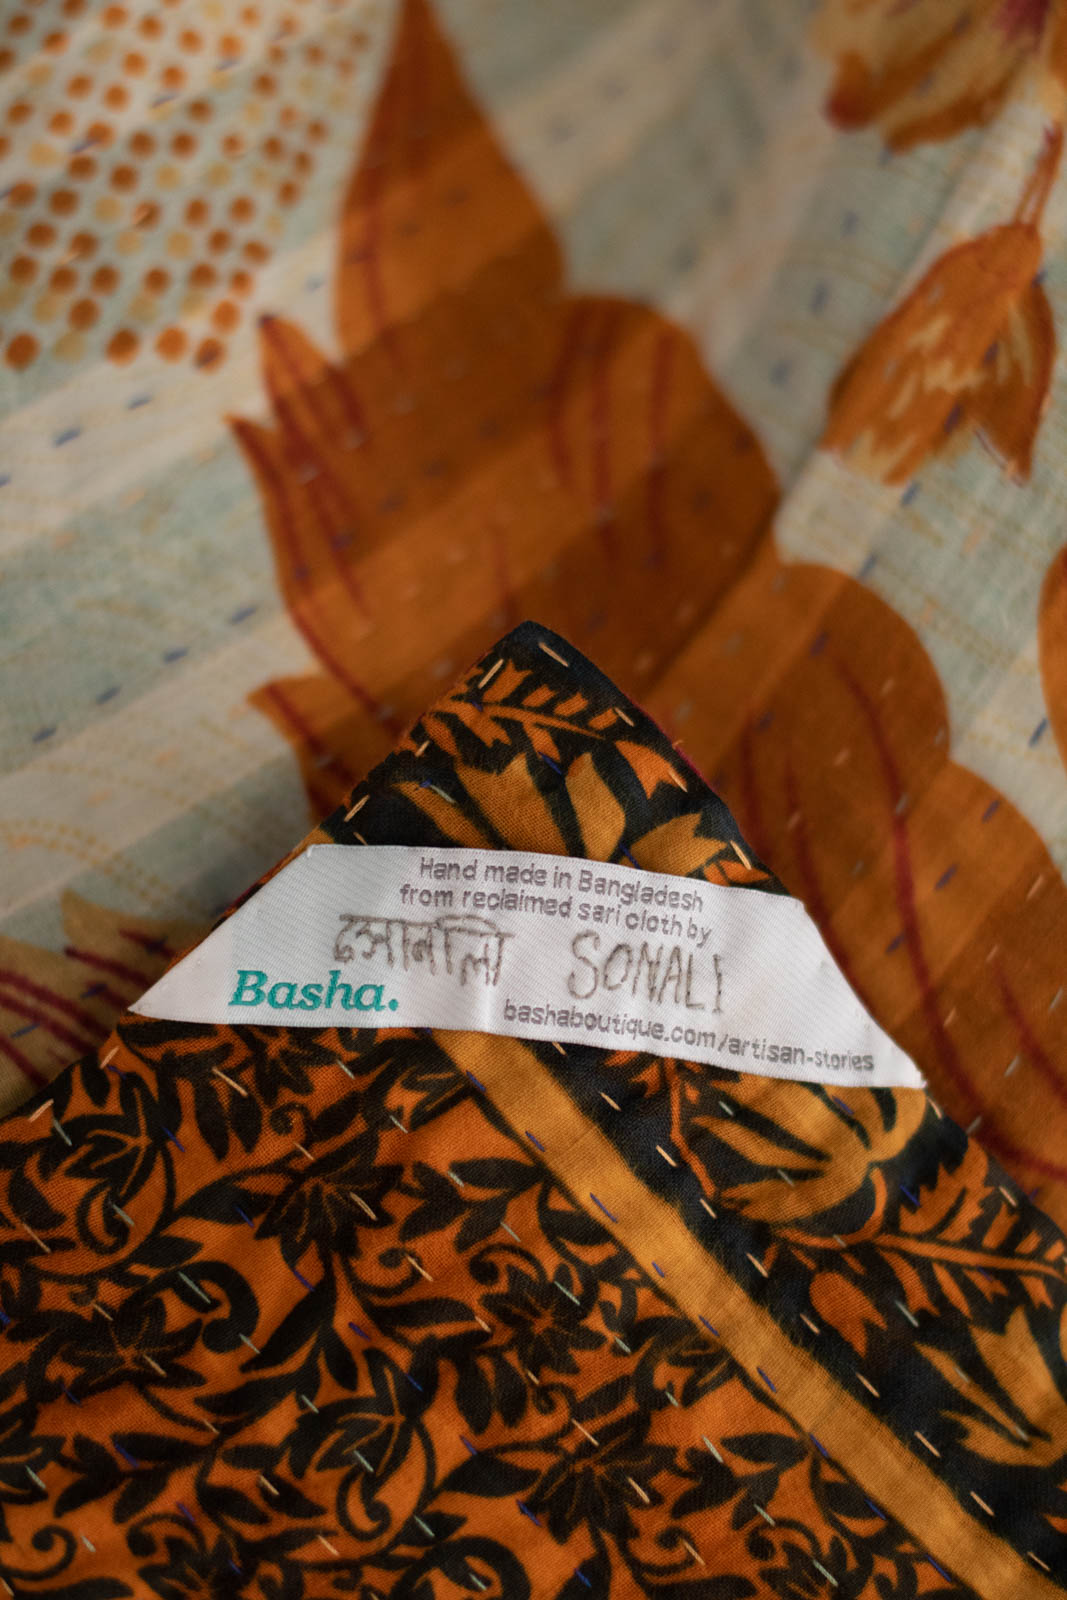 Hand made in Bangladesh
from reclaimed sari cloth by
সোনালি SONALI
Basha.
bashaboutique.com/artisan-stories